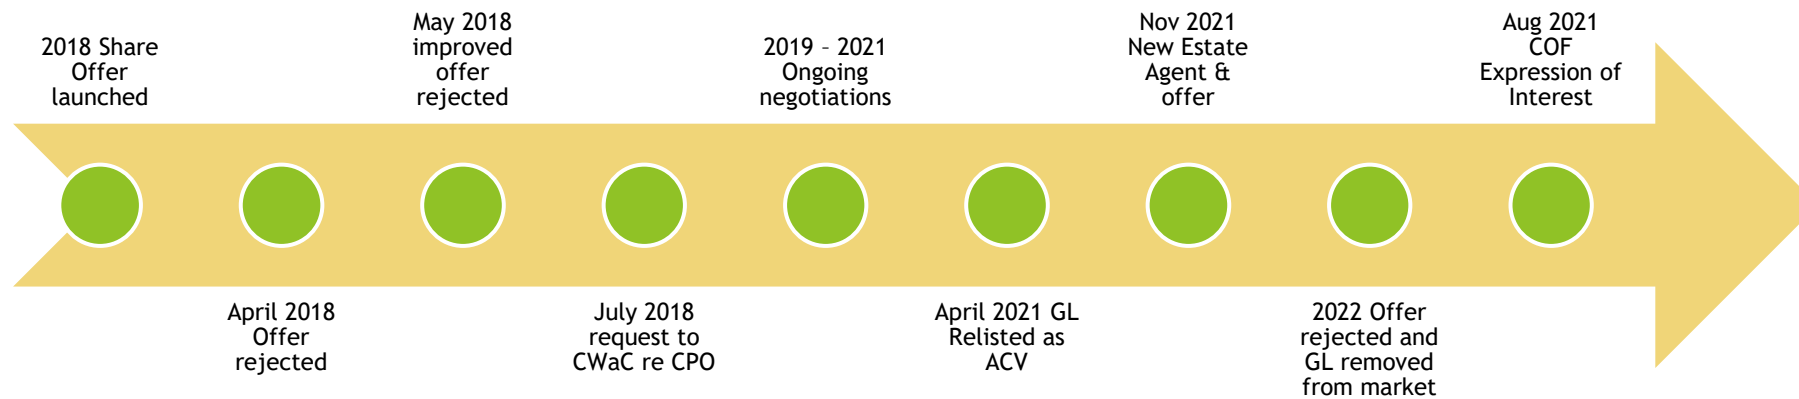 2018 Share
Offer
launched
April 2018
Offer
rejected
May 2018
improved
offer
rejected
July 2018
request to
CWaC re CPO
2019 – 2021
Ongoing
negotiations
April 2021 GL
Relisted as
ACV
Nov 2021
New Estate
Agent &
offer
2022 Offer
rejected and
GL removed
from market
Aug 2021
COF
Expression of
Interest